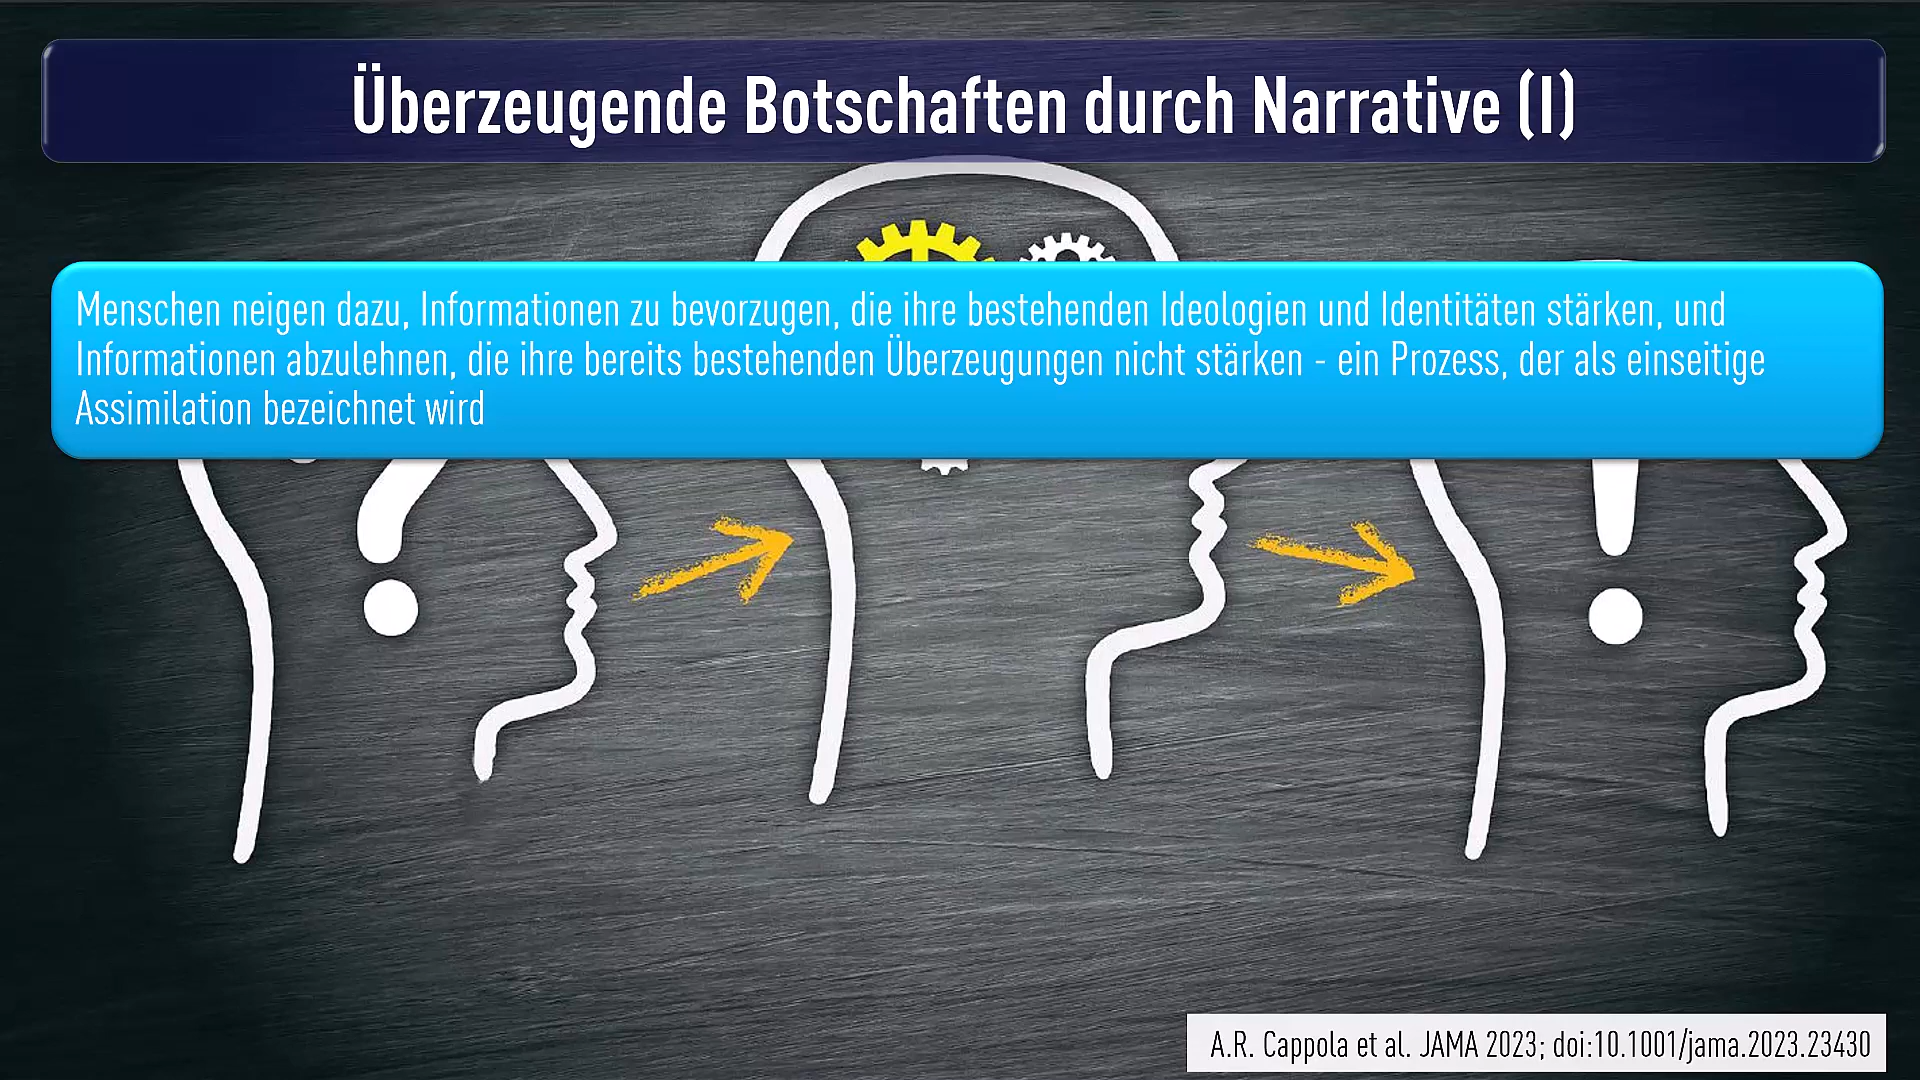 Überzeugende Botschaften durch Narrative (I)
Menschen neigen dazu, Informationen zu bevorzugen, die ihre bestehenden Ideologien und Identitäten stärken, und
Informationen abzulehnen, die ihre bereits bestehenden Überzeugungen nicht stärken - ein Prozess, der als einseitige
Assimilation bezeichnet wird
A.R. Cappola et al. JAMA 2023; doi:10.1001/jama.2023.23430